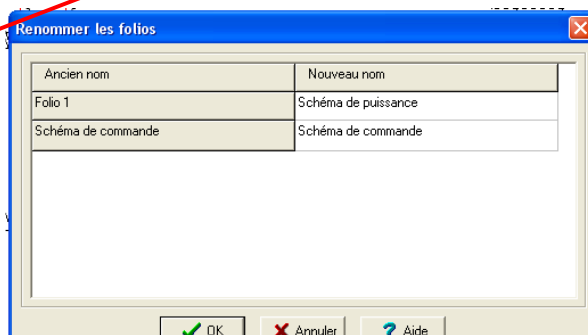 Renommer les folios
Ancien nom Nouveau nom
Folio 1 Schéma de puissance
Schéma de commande Schéma de commande
OK Annuler ? Aide